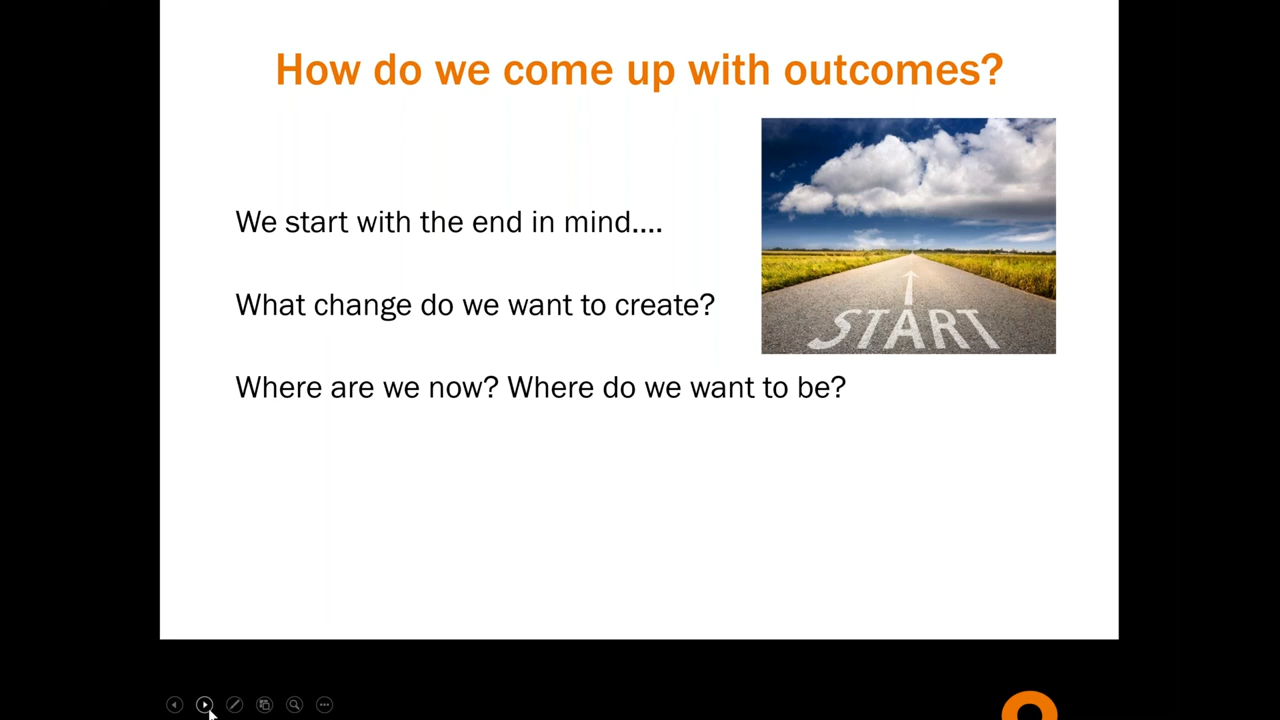 How do we come up with outcomes?
We start with the end in mind....
What change do we want to create?
START
Where are we now? Where do we want to be?